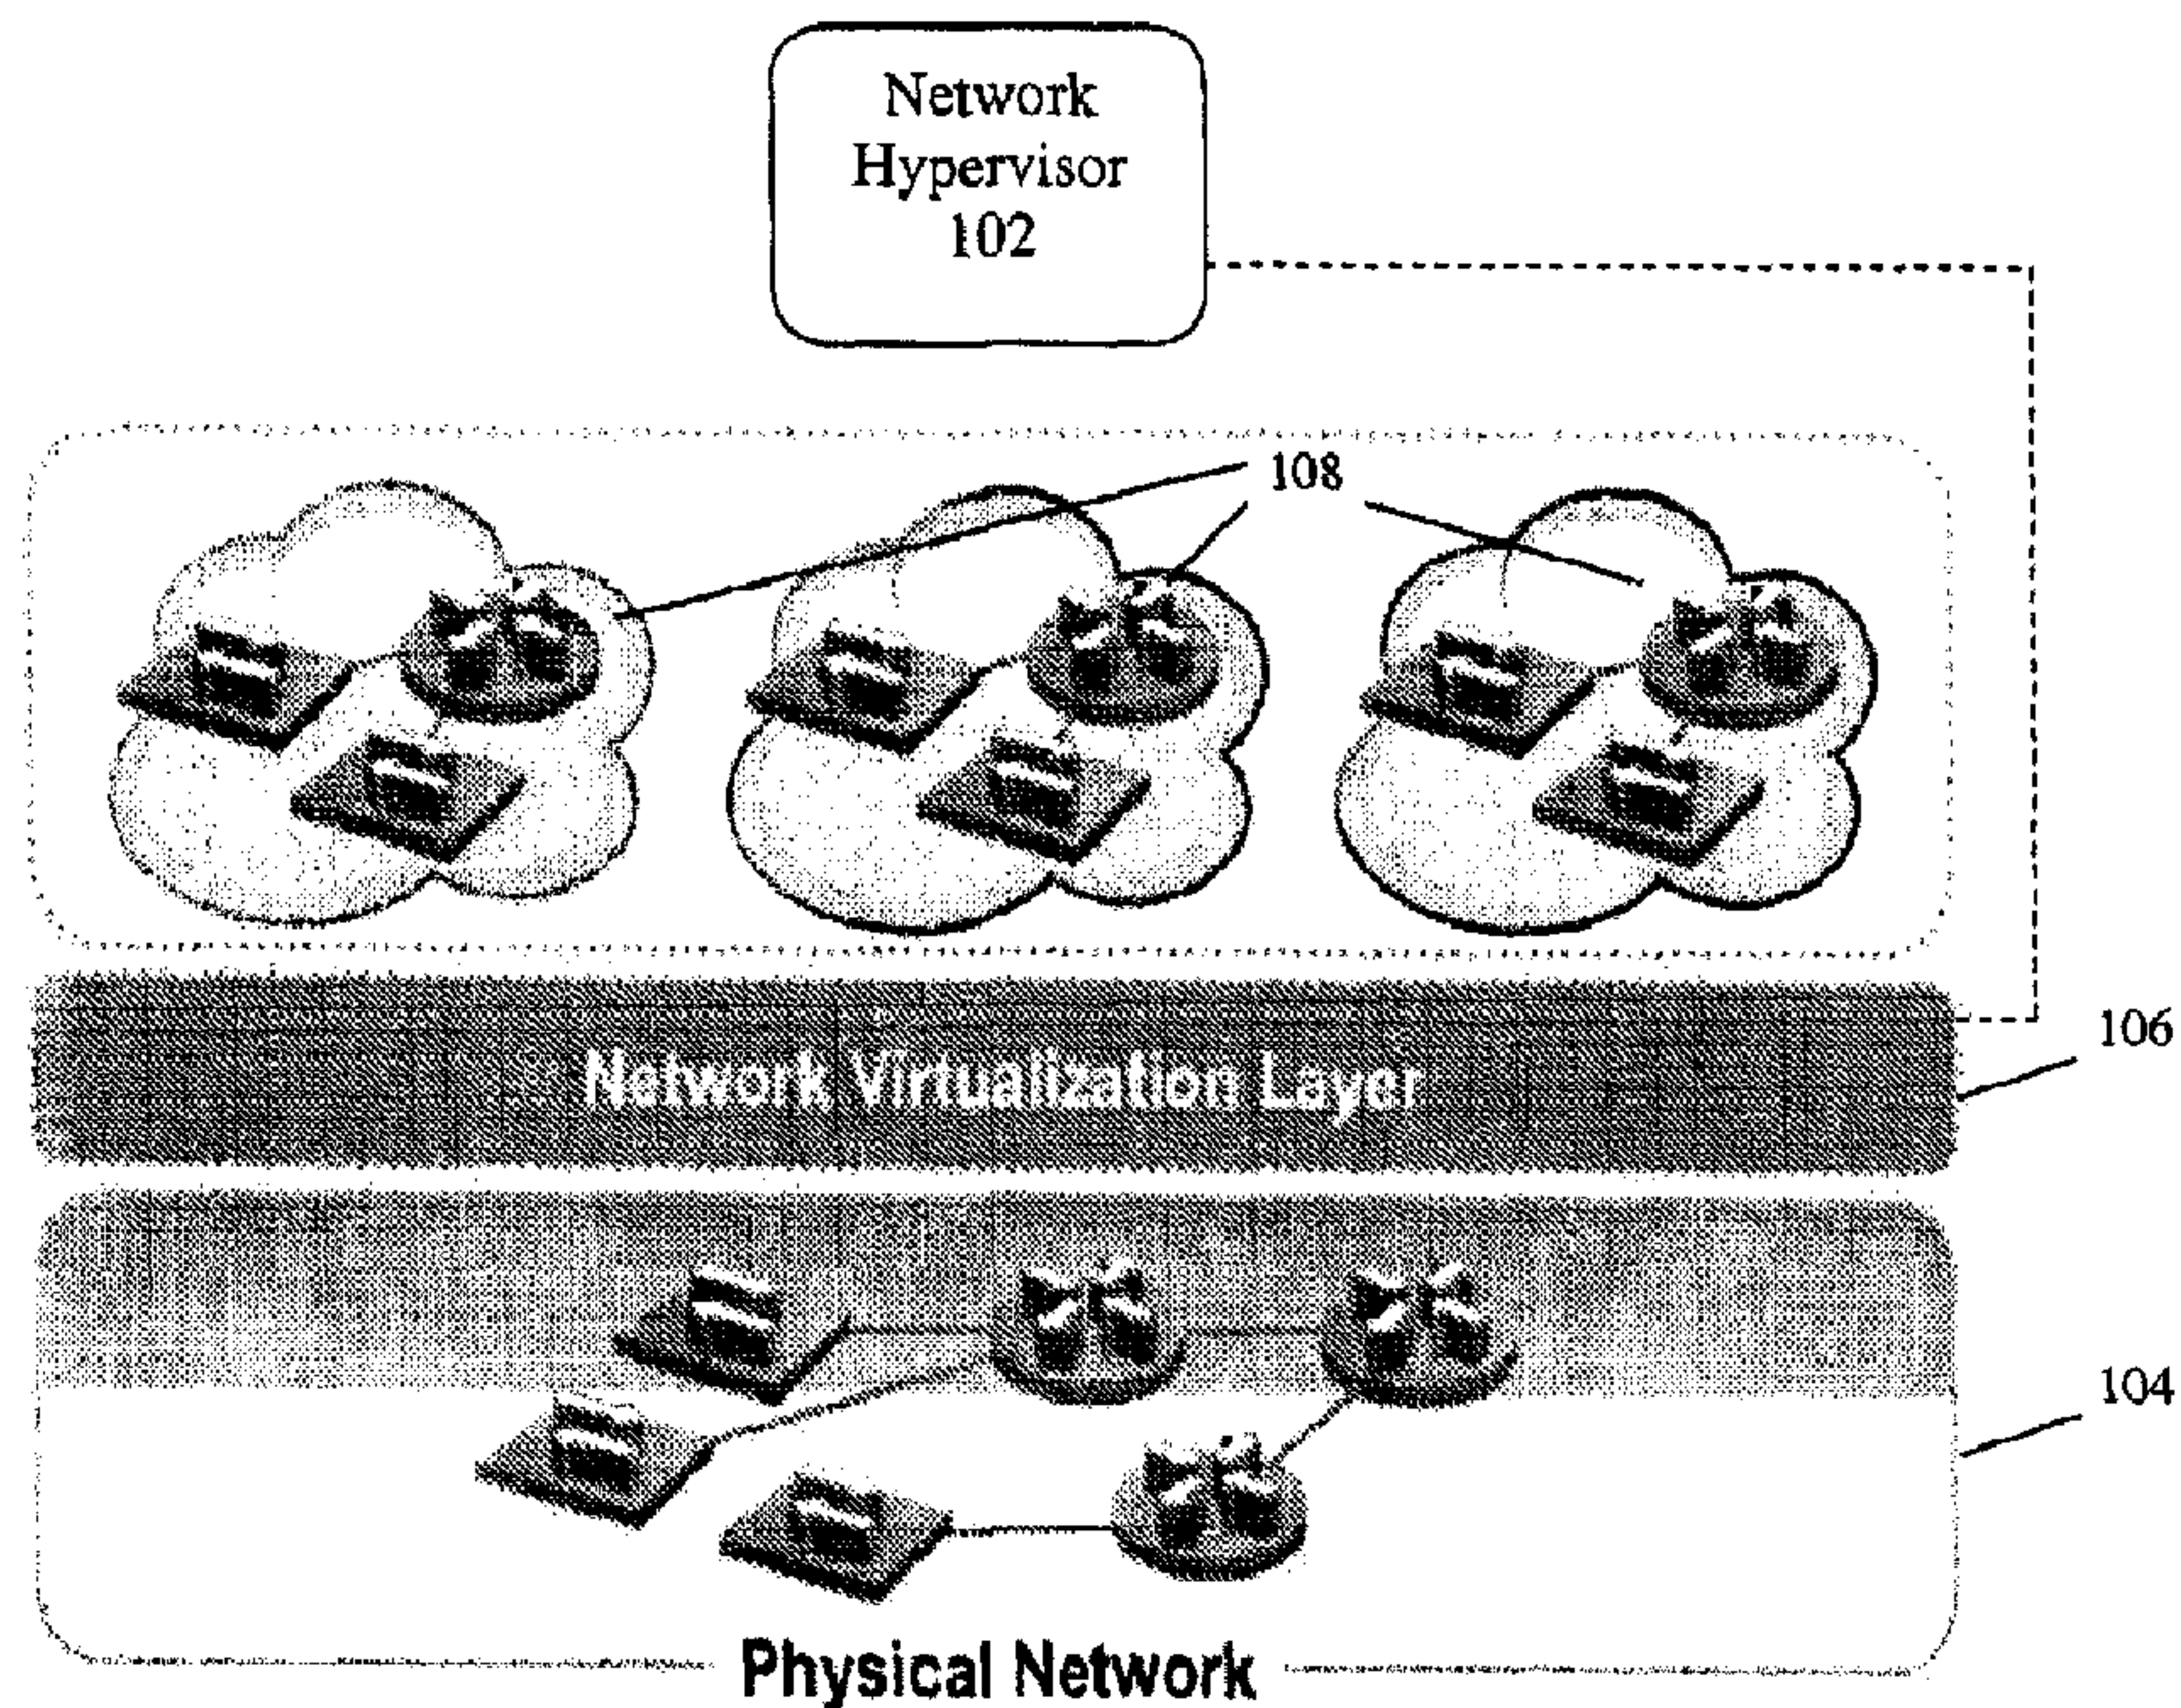 Network
Hypervisor
102
108
106
Network Virtualization Layer
104
Physical Network